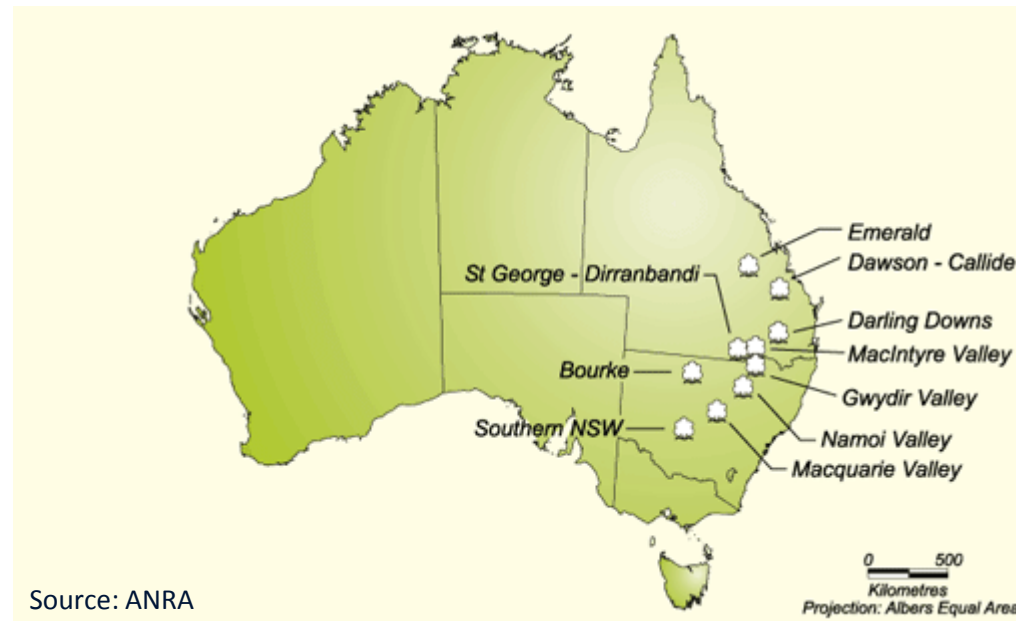 Emerald
Dawson - Callide
St George - Dirranbandi
Darling Downs
MacIntyre Valley
Bourke
Gwydir Valley
Southern NSW
Namoi Valley
Macquarie Valley
0 500
Kilometres
Projection: Albers Equal Area
Source: ANRA